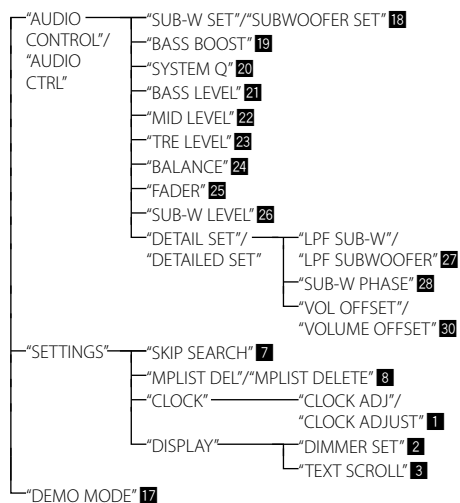 “AUDIO CONTROL”/ “AUDIO CTRL”
“SUB-W SET”/“SUBWOOFER SET” 18
“BASS BOOST” 19
“SYSTEM Q” 20
“BASS LEVEL” 21
“MID LEVEL” 22
“TRE LEVEL” 23
“BALANCE” 24
“FADER” 25
“SUB-W LEVEL” 26
“DETAIL SET”/
“DETAILED SET”
“LPF SUB-W”/
“LPF SUBWOOFER” 27
“SUB-W PHASE” 28
“VOL OFFSET”/
“VOLUME OFFSET” 30
“SETTINGS”
“SKIP SEARCH” 7
“MPLIST DEL”/“MPLIST DELETE” 8
“CLOCK”
“CLOCK ADJ”/
“CLOCK ADJUST” 1
“DISPLAY”
“DIMMER SET” 2
“TEXT SCROLL” 3
“DEMO MODE” 17